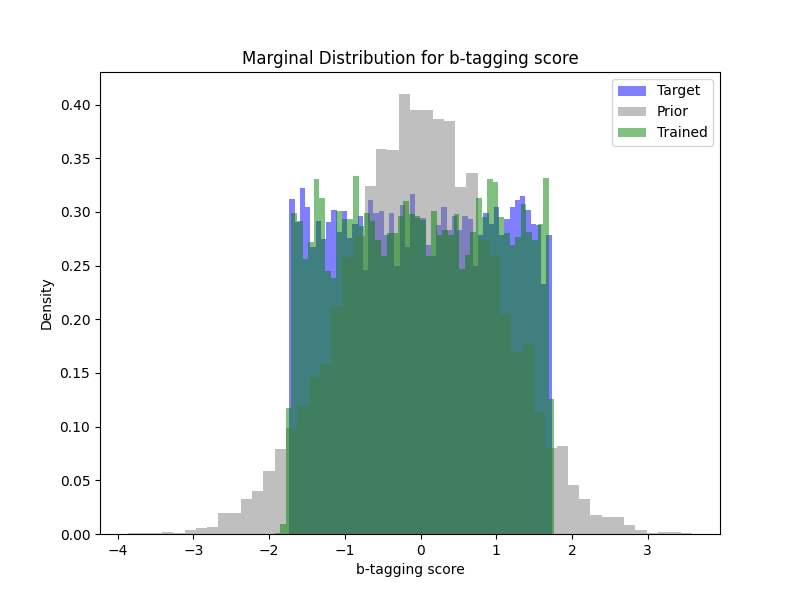 Marginal Distribution for b-tagging score
Target
Prior
Trained
Density
0.40
0.35
0.30
0.25
0.20
0.15
0.10
0.05
0.00
−4
−3
−2
−1
0
1
2
3
b-tagging score